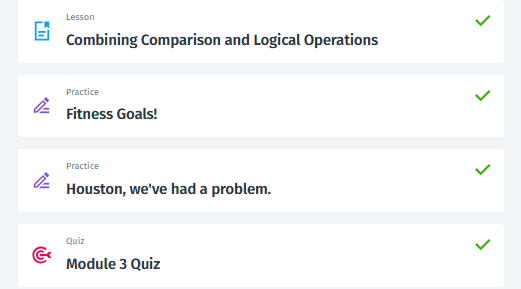 Lesson
Combining Comparison and Logical Operations
Practice
Fitness Goals!
Practice
Houston, we've had a problem.
Quiz
Module 3 Quiz